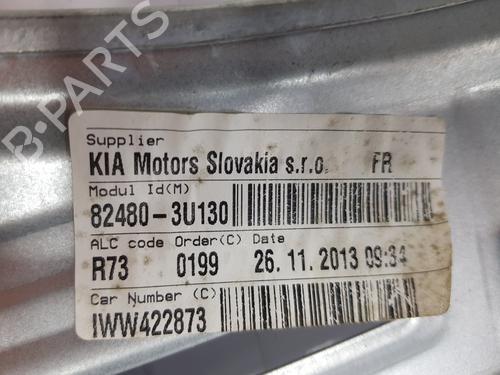 B-PARTS
Supplier
KIA Motors Slovakia s.r.o. FR
Modul Id(M)
82480-3U130
ALC code Order(C) Date
R73 0199 26. 11. 2013 09:34
Car Number (C)
IWW422873